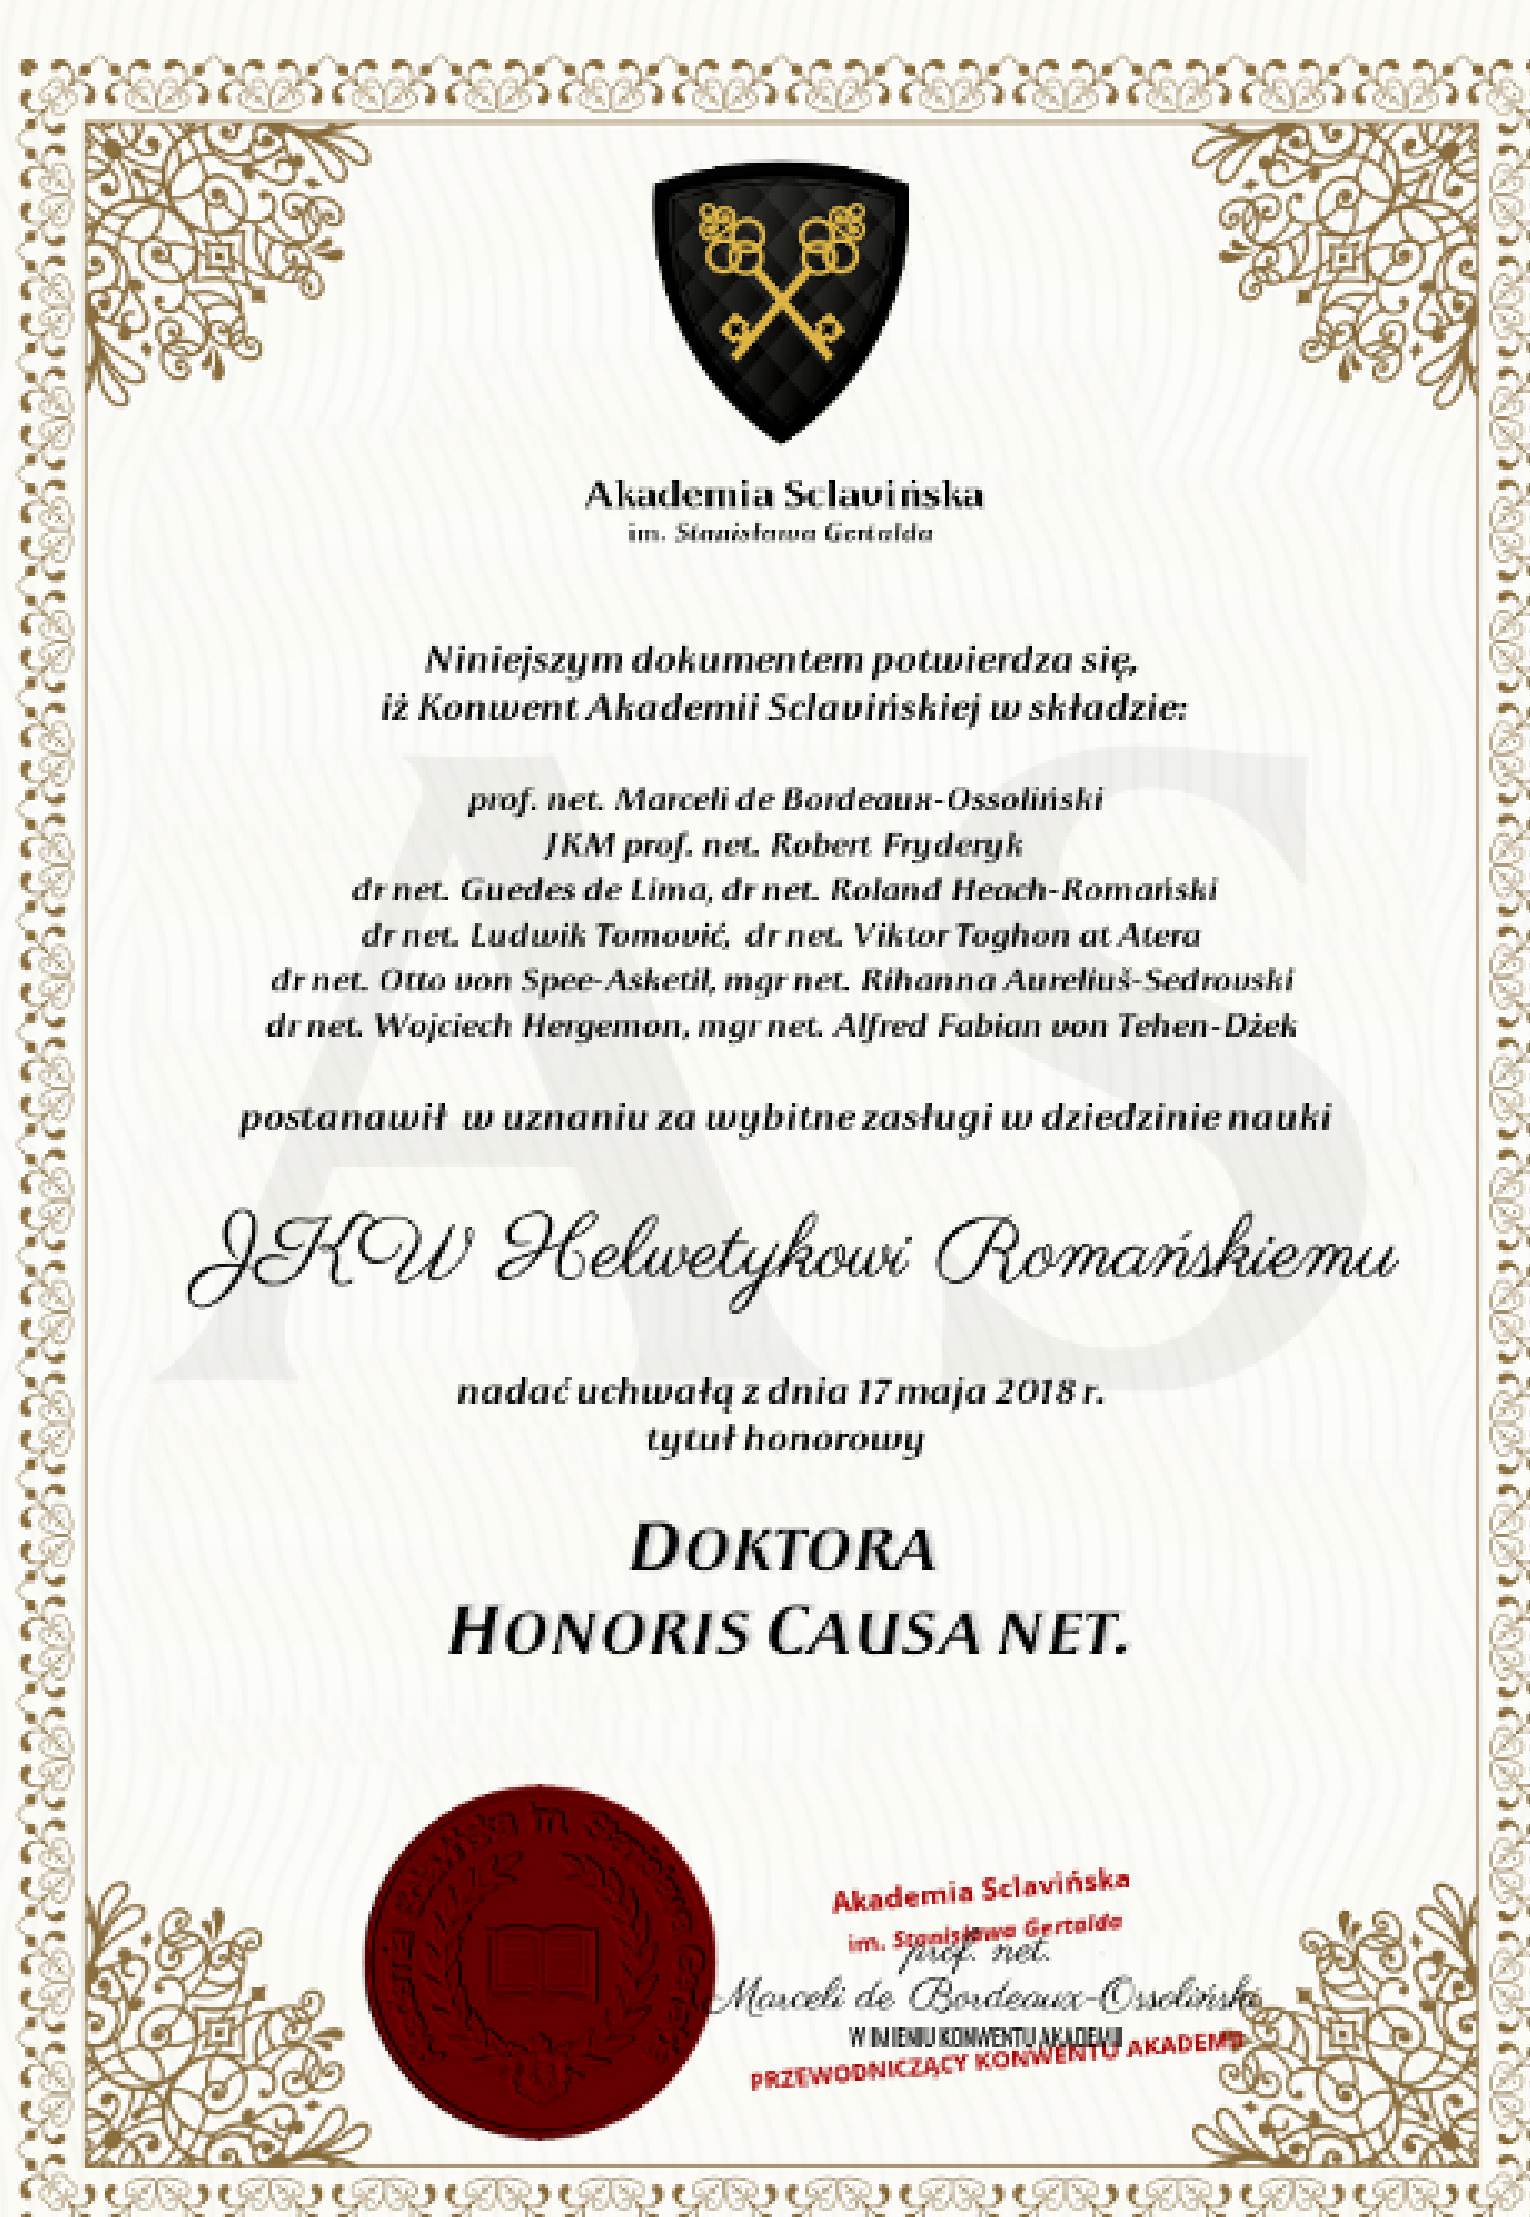 Akademia Sclavińska
im. Stanisława Gertalda
Niniejszym dokumentem potwierdza się,
iż Konwent Akademii Sclavińskiej w składzie:
prof. net. Marceli de Bordeaux-Ossoliński
JKM prof. net. Robert Fryderyk
dr net. Guedes de Lima, dr net. Roland Heach-Romański
dr net. Ludwik Tomović, dr net. Viktor Toghon at Atera
dr net. Otto von Spee-Asketil, mgr net. Rihanna Aureliuš-Sedrovski
dr net. Wojciech Hergemon, mgr net. Alfred Fabian von Tehen-Dżek
AS
postanawił w uznaniu za wybitne zasługi w dziedzinie nauki
JKW Helwetykowi Romańskiemu
nadać uchwałą z dnia 17 maja 2018 r.
tytuł honorowy
DOKTORA
HONORIS CAUSA NET.
Akademia Sclavińska
im. Stanisława Gertalda
prof. net.
Marceli de Bordeaux-Ossoliński
W IMIENIU KONWENTU AKADEMII
PRZEWODNICZĄCY KONWENTU AKADEMII